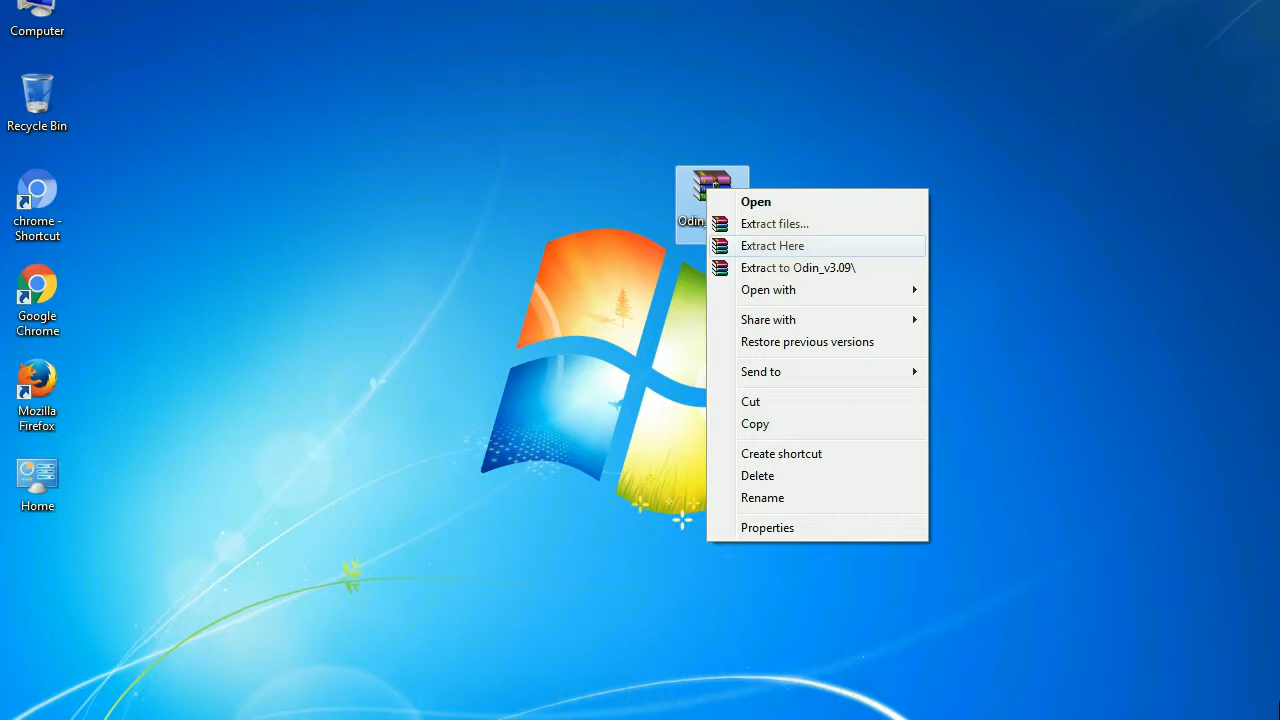 Computer
Recycle Bin
chrome -
Shortcut
Google
Chrome
Mozilla
Firefox
Home
Odin
Open
Extract files...
Extract Here
Extract to Odin_v3.09\
Open with
Share with
Restore previous versions
Send to
Cut
Copy
Create shortcut
Delete
Rename
Properties